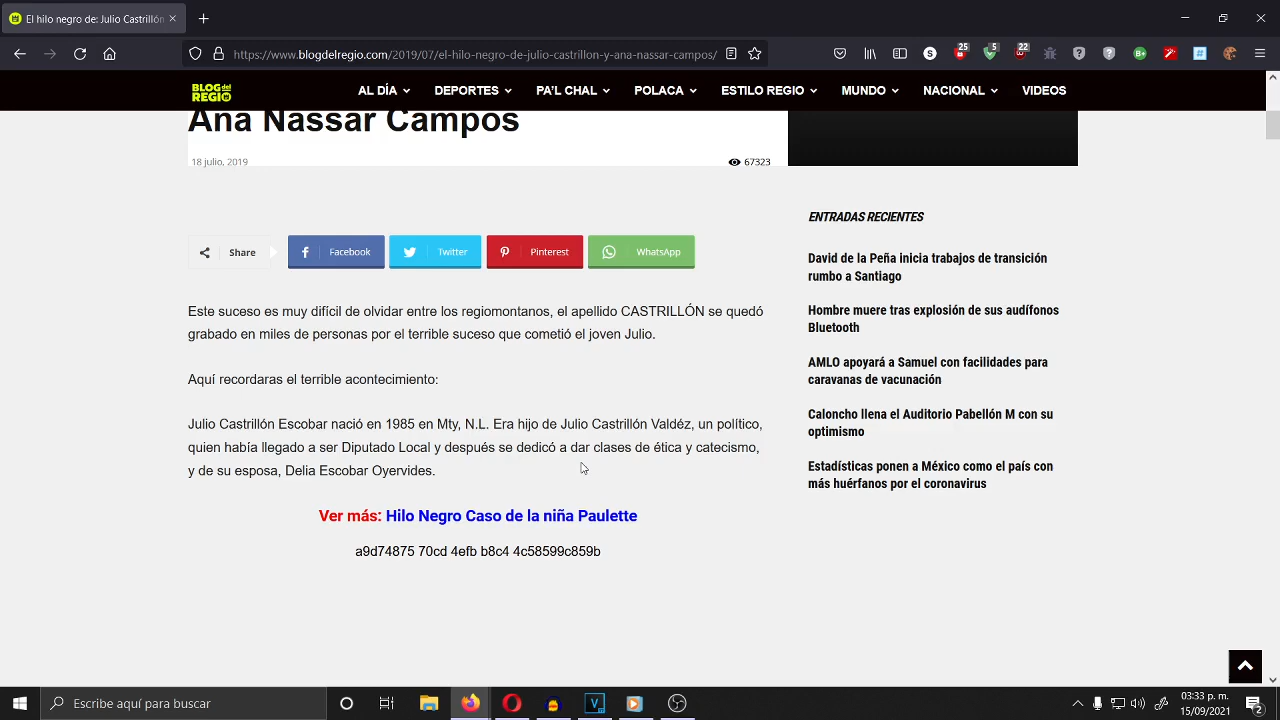 El hilo negro de: Julio Castrillón
https://www.blogdelregio.com/2019/07/el-hilo-negro-de-julio-castrillon-y-ana-nassar-campos/
25
5
22
BLOG del REGIO
AL DÍA
DEPORTES
PA'L CHAL
POLACA
ESTILO REGIO
MUNDO
NACIONAL
VIDEOS
Ana Nassar Campos
18 julio, 2019
67323
Share
Facebook
Twitter
Pinterest
WhatsApp
Este suceso es muy difícil de olvidar entre los regiomontanos, el apellido CASTRILLÓN se quedó
grabado en miles de personas por el terrible suceso que cometió el joven Julio.
Aquí recordaras el terrible acontecimiento:
Julio Castrillón Escobar nació en 1985 en Mty, N.L. Era hijo de Julio Castrillón Valdéz, un político,
quien había llegado a ser Diputado Local y después se dedicó a dar clases de ética y catecismo,
y de su esposa, Delia Escobar Oyervides.
Ver más: Hilo Negro Caso de la niña Paulette
a9d74875 70cd 4efb b8c4 4c58599c859b
ENTRADAS RECIENTES
David de la Peña inicia trabajos de transición
rumbo a Santiago
Hombre muere tras explosión de sus audífonos
Bluetooth
AMLO apoyará a Samuel con facilidades para
caravanas de vacunación
Caloncho llena el Auditorio Pabellón M con su
optimismo
Estadísticas ponen a México como el país con
más huérfanos por el coronavirus
Escribe aquí para buscar
03:33 p. m.
15/09/2021
2